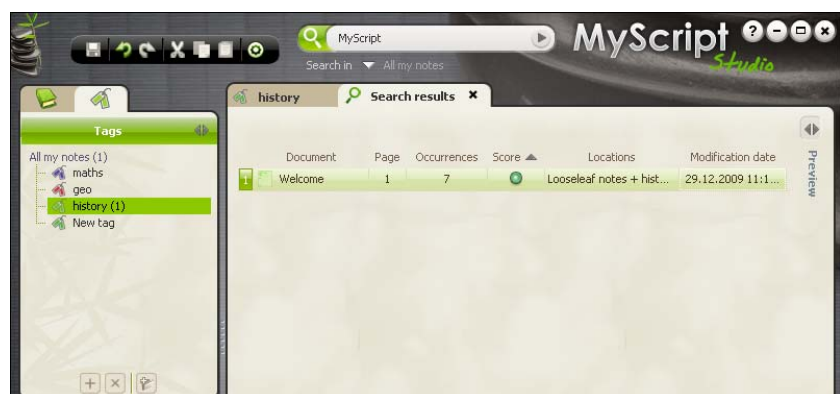 MyScript
MyScript
Studio
Search in All my notes
history
Search results
Tags
All my notes (1)
maths
geo
history (1)
New tag
Document Page Occurrences Score Locations Modification date
1 Welcome 1 7 Looseleaf notes + hist... 29.12.2009 11:1...
Preview